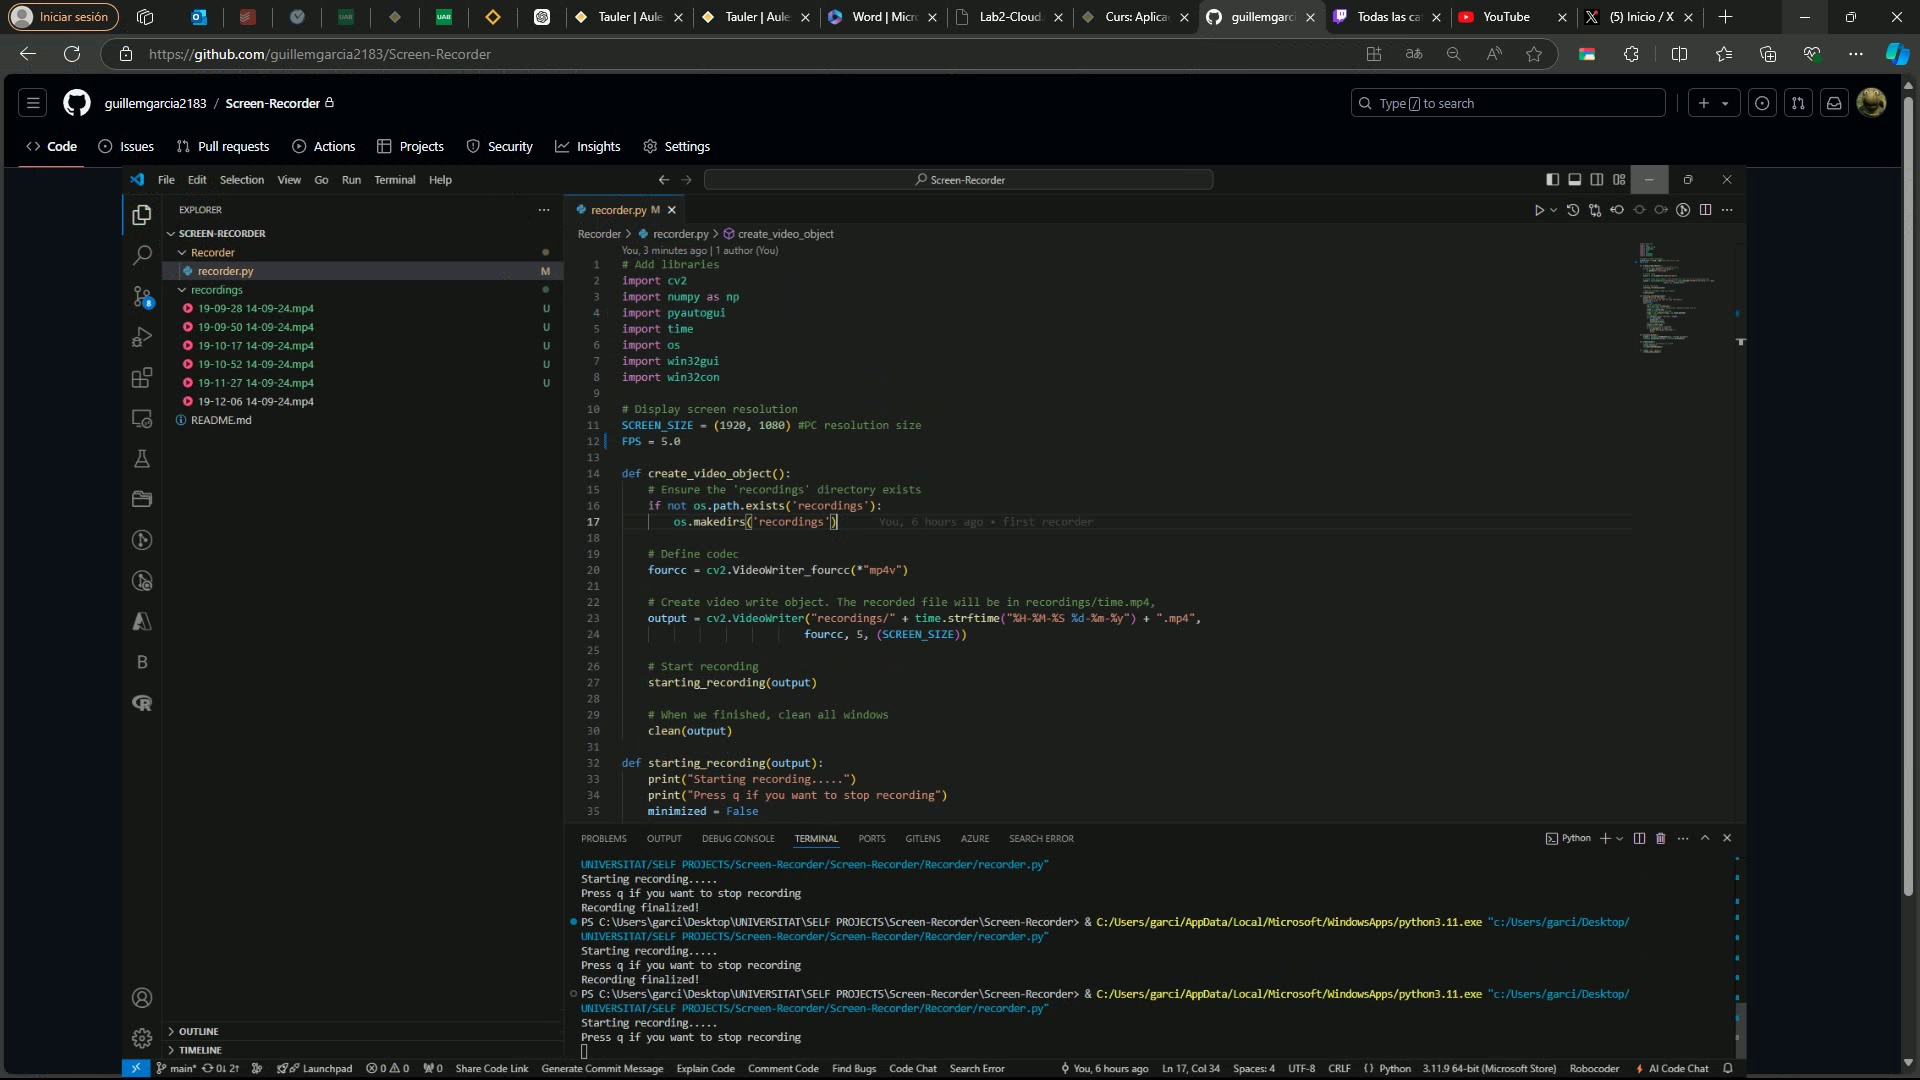 Iniciar sesión
Tauler | Aule
Tauler | Aule
Word | Micr
Lab2-Cloud
Curs: Aplica
guillemgarci
Todas las ca
YouTube
(5) Inicio / X
https://github.com/guillemgarcia2183/Screen-Recorder
guillemgarcia2183 / Screen-Recorder
Type / to search
Code
Issues
Pull requests
Actions
Projects
Security
Insights
Settings
File Edit Selection View Go Run Terminal Help
Screen-Recorder
EXPLORER
SCREEN-RECORDER
Recorder
recorder.py M
recordings
19-09-28 14-09-24.mp4 U
19-09-50 14-09-24.mp4 U
19-10-17 14-09-24.mp4 U
19-10-52 14-09-24.mp4 U
19-11-27 14-09-24.mp4 U
19-12-06 14-09-24.mp4
README.md
OUTLINE
TIMELINE
recorder.py M
Recorder > recorder.py > create_video_object
You, 3 minutes ago | 1 author (You)
1 # Add libraries
2 import cv2
3 import numpy as np
4 import pyautogui
5 import time
6 import os
7 import win32gui
8 import win32con
9
10 # Display screen resolution
11 SCREEN_SIZE = (1920, 1080) #PC resolution size
12 FPS = 5.0
13
14 def create_video_object():
15 # Ensure the 'recordings' directory exists
16 if not os.path.exists('recordings'):
17 os.makedirs('recordings') You, 6 hours ago • first recorder
18
19 # Define codec
20 fourcc = cv2.VideoWriter_fourcc(*"mp4v")
21
22 # Create video write object. The recorded file will be in recordings/time.mp4,
23 output = cv2.VideoWriter("recordings/" + time.strftime("%H-%M-%S %d-%m-%y") + ".mp4",
24 fourcc, 5, (SCREEN_SIZE))
25
26 # Start recording
27 starting_recording(output)
28
29 # When we finished, clean all windows
30 clean(output)
31
32 def starting_recording(output):
33 print("Starting recording.....")
34 print("Press q if you want to stop recording")
35 minimized = False
PROBLEMS OUTPUT DEBUG CONSOLE TERMINAL PORTS GITLENS AZURE SEARCH ERROR
Python
UNIVERSITAT/SELF PROJECTS/Screen-Recorder/Screen-Recorder/Recorder/recorder.py"
Starting recording.....
Press q if you want to stop recording
Recording finalized!
PS C:\Users\garci\Desktop\UNIVERSITAT\SELF PROJECTS\Screen-Recorder\Screen-Recorder> & C:/Users/garci/AppData/Local/Microsoft/WindowsApps/python3.11.exe "c:/Users/garci/Desktop/
UNIVERSITAT/SELF PROJECTS/Screen-Recorder/Screen-Recorder/Recorder/recorder.py"
Starting recording.....
Press q if you want to stop recording
Recording finalized!
PS C:\Users\garci\Desktop\UNIVERSITAT\SELF PROJECTS\Screen-Recorder\Screen-Recorder> & C:/Users/garci/AppData/Local/Microsoft/WindowsApps/python3.11.exe "c:/Users/garci/Desktop/
UNIVERSITAT/SELF PROJECTS/Screen-Recorder/Screen-Recorder/Recorder/recorder.py"
Starting recording.....
Press q if you want to stop recording
main* 0↓ 2↑ Launchpad 0 0 0 Share Code Link Generate Commit Message Explain Code Comment Code Find Bugs Code Chat Search Error You, 6 hours ago Ln 17, Col 34 Spaces: 4 UTF-8 CRLF Python 3.11.9 64-bit (Microsoft Store) Robocoder AI Code Chat